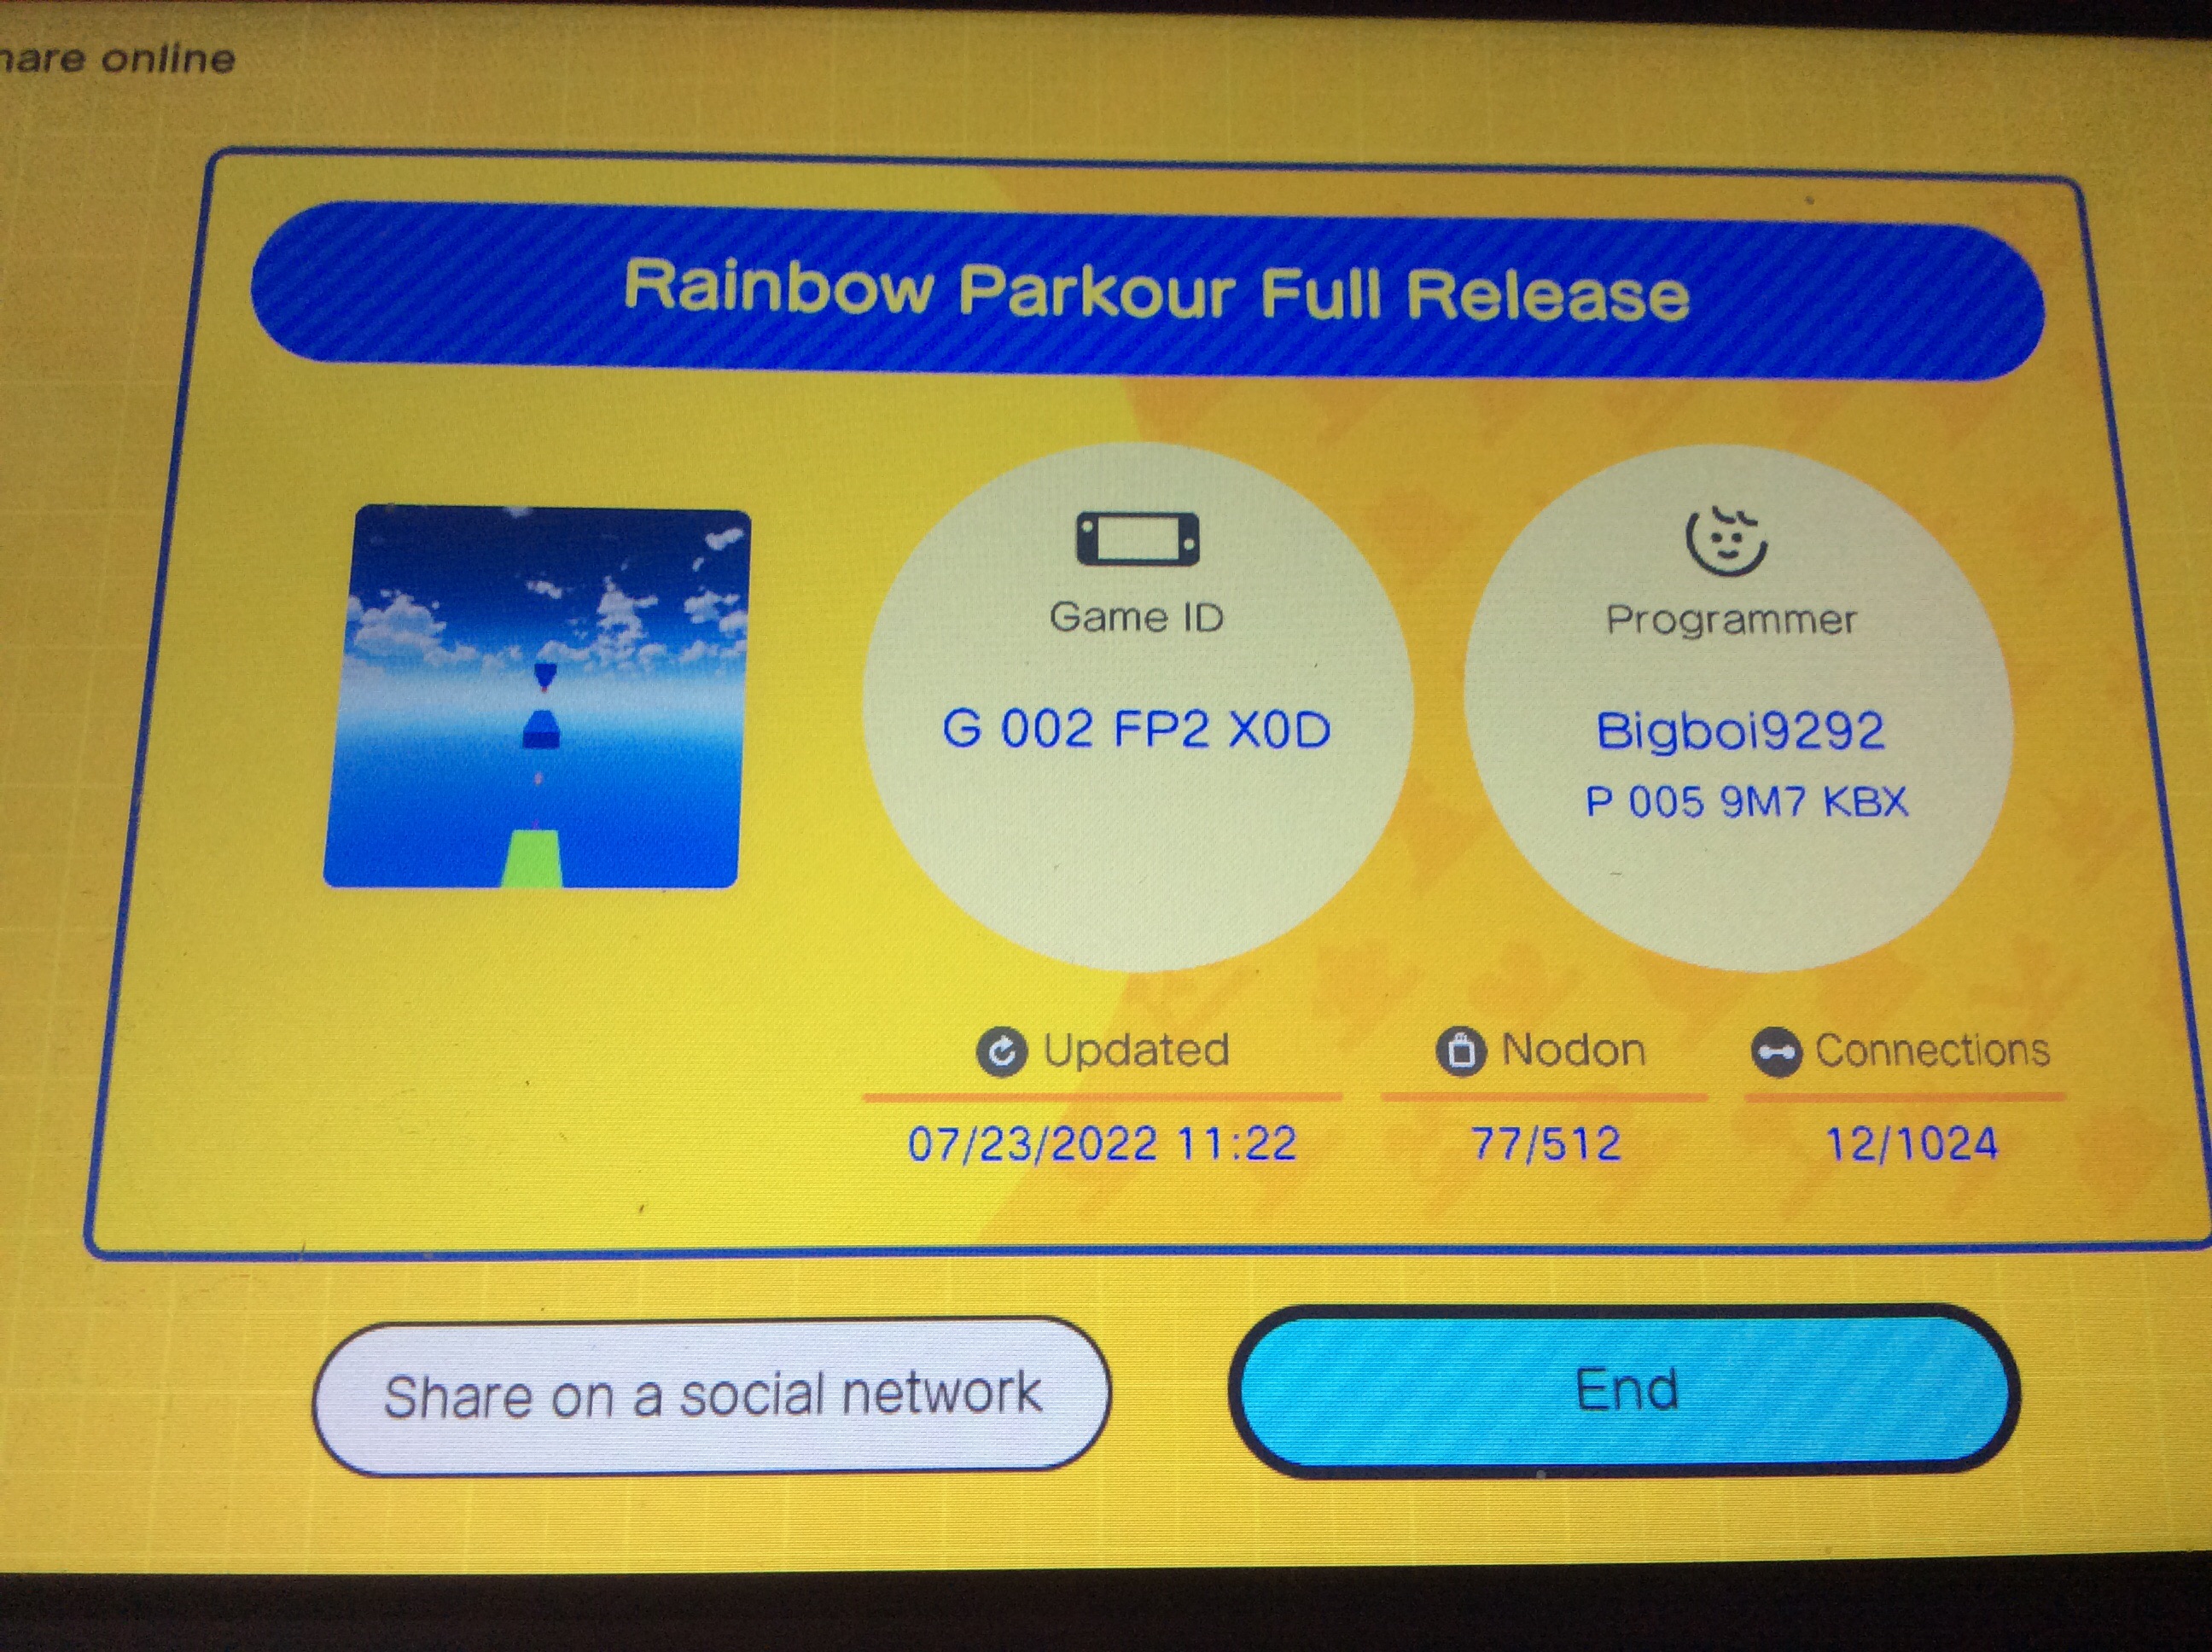 online
Rainbow Parkour Full Release
Game ID
G 002 FP2 X0D
Programmer
Bigboi9292
P 005 9M7 KBX
Updated
07/23/2022 11:22
Nodon
77/512
Connections
12/1024
Share on a social network
End